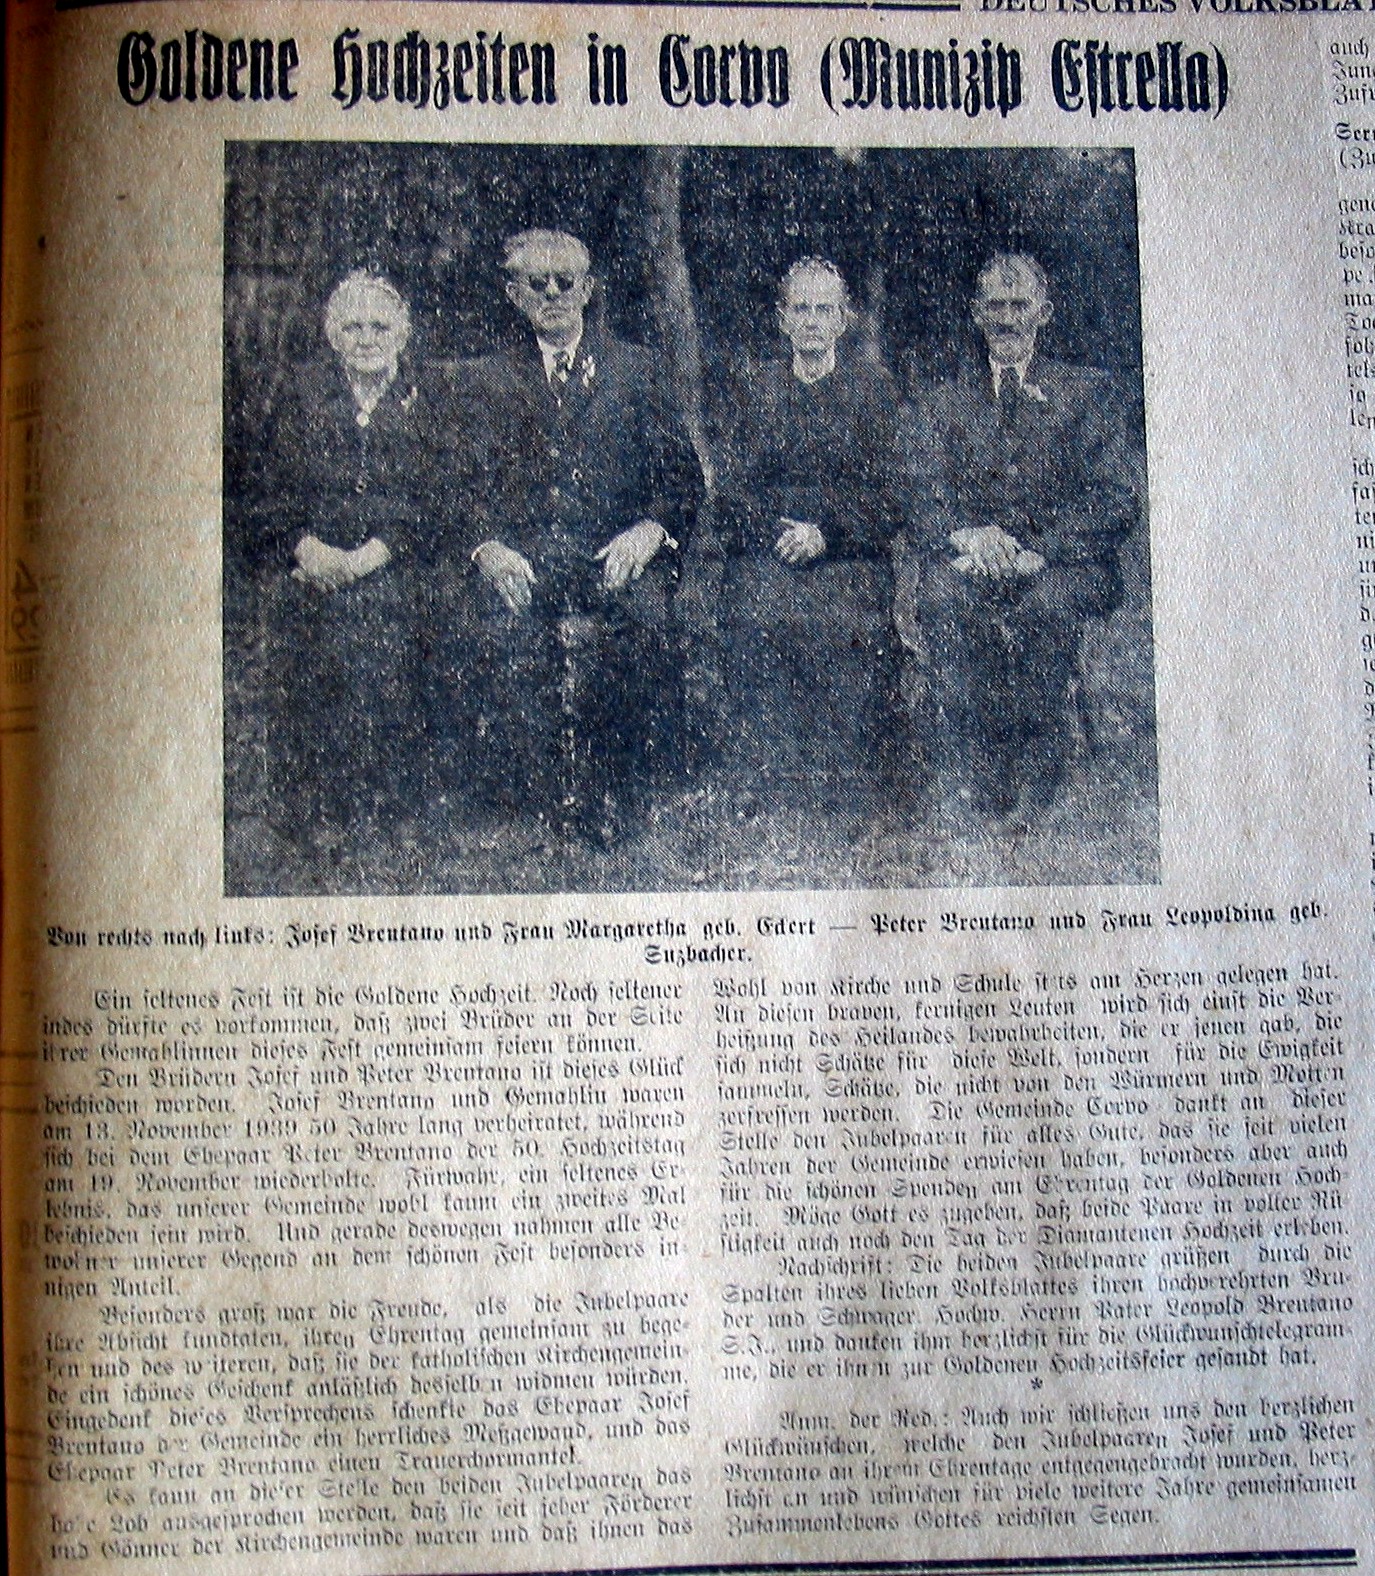 DEUTSCHES VOLKSBLA
Goldene Hochzeiten in Corvo (Munizip Estrella)
Von rechts nach links: Josef Brentano und Frau Margaretha geb. Eckert — Peter Brentano und Frau Leopoldina geb.
Suzbacher.
Ein seltenes Fest ist die Goldene Hochzeit. Noch seltener
indes dürfte es vorkommen, daß zwei Brüder an der Seite
ihrer Gemahlinnen dieses Fest gemeinsam feiern können.
Den Brüdern Josef und Peter Brentano ist dieses Glück
beschieden worden. Josef Brentano und Gemahlin waren
am 13. November 1939 50 Jahre lang verheiratet, während
sich bei dem Ehepaar Peter Brentano der 50. Hochzeitstag
am 19. November wiederholte. Fürwahr, ein seltenes Er-
lebnis, das unserer Gemeinde wohl kaum ein zweites Mal
beschieden sein wird. Und gerade deswegen nahmen alle Be-
wohner unserer Gegend an dem schönen Fest besonders in-
nigen Anteil.
Besonders groß war die Freude, als die Jubelpaare
ihre Absicht kundtaten, ihren Ehrentag gemeinsam zu bege-
hen und des weiteren, daß sie der katholischen Kirchengemein-
de ein schönes Geschenk anläßlich desselben widmen würden.
Eingedenk dieses Versprechens schenkte das Ehepaar Josef
Brentano der Gemeinde ein herrliches Meßgewand, und das
Ehepaar Peter Brentano einen Trauerchormantel.
Es kann an dieser Stelle den beiden Jubelpaaren das
hohe Lob ausgesprochen werden, daß sie seit jeher Förderer
und Gönner der Kirchengemeinde waren und daß ihnen das
Wohl von Kirche und Schule stets am Herzen gelegen hat.
An diesen braven, kernigen Leuten wird sich einst die Ver-
heißung des Heilandes bewahrheiten, die er jenen gab, die
sich nicht Schätze für diese Welt, sondern für die Ewigkeit
sammeln, Schätze, die nicht von den Würmern und Motten
zerfressen werden. Die Gemeinde Corvo dankt an dieser
Stelle den Jubelpaaren für alles Gute, das sie seit vielen
Jahren der Gemeinde erwiesen haben, besonders aber auch
für die schönen Spenden am Ehrentag der Goldenen Hoch-
zeit. Möge Gott es zugeben, daß beide Paare in voller Rü-
stigkeit auch noch den Tag der Diamantenen Hochzeit erleben.
Nachschrift: Die beiden Jubelpaare grüßen durch die
Spalten ihres lieben Volksblattes ihren hochverehrten Bru-
der und Schwager, Hochw. Herrn Pater Leopold Brentano
S.J., und danken ihm herzlichst für die Glückwunschtelegram-
me, die er ihnen zur Goldenen Hochzeitsfeier gesandt hat.
*
Anm. der Red.: Auch wir schließen uns den herzlichen
Glückwünschen, welche den Jubelpaaren Josef und Peter
Brentano an ihrem Ehrentage entgegengebracht wurden, herz-
lichst an und wünschen für viele weitere Jahre gemeinsamen
Zusammenlebens Gottes reichsten Segen.